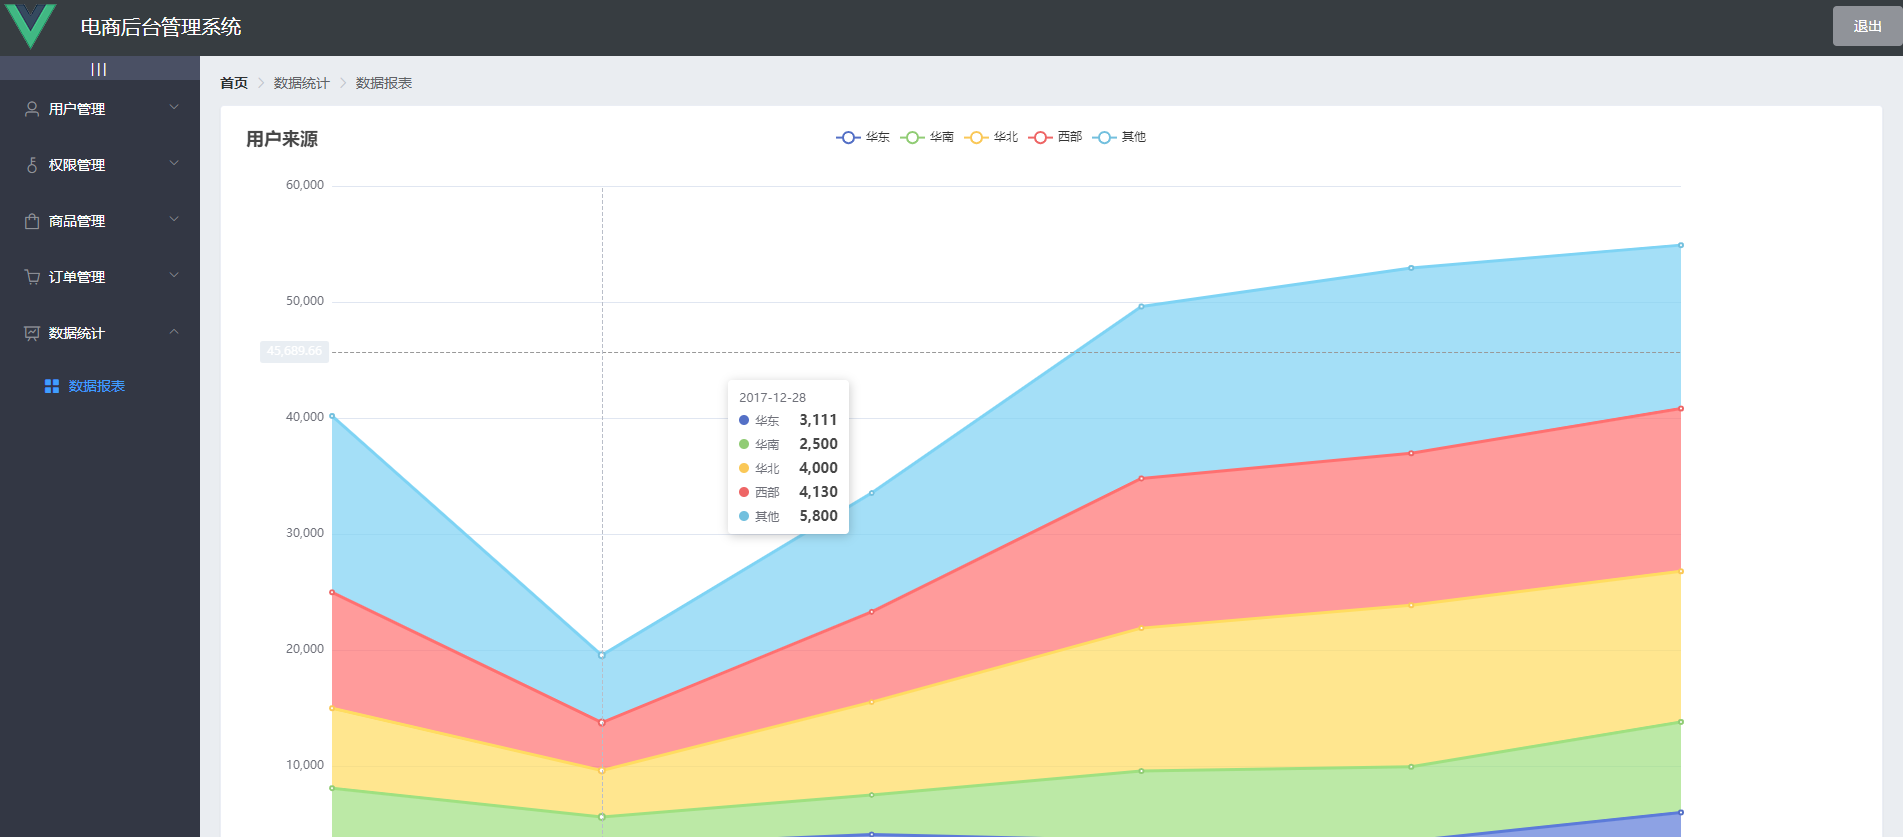 电商后台管理系统
退出
|||
用户管理
权限管理
商品管理
订单管理
数据统计
数据报表
首页 > 数据统计 > 数据报表
用户来源
华东 华南 华北 西部 其他
60,000
50,000
45,689.66
40,000
30,000
20,000
10,000
2017-12-28
华东 3,111
华南 2,500
华北 4,000
西部 4,130
其他 5,800